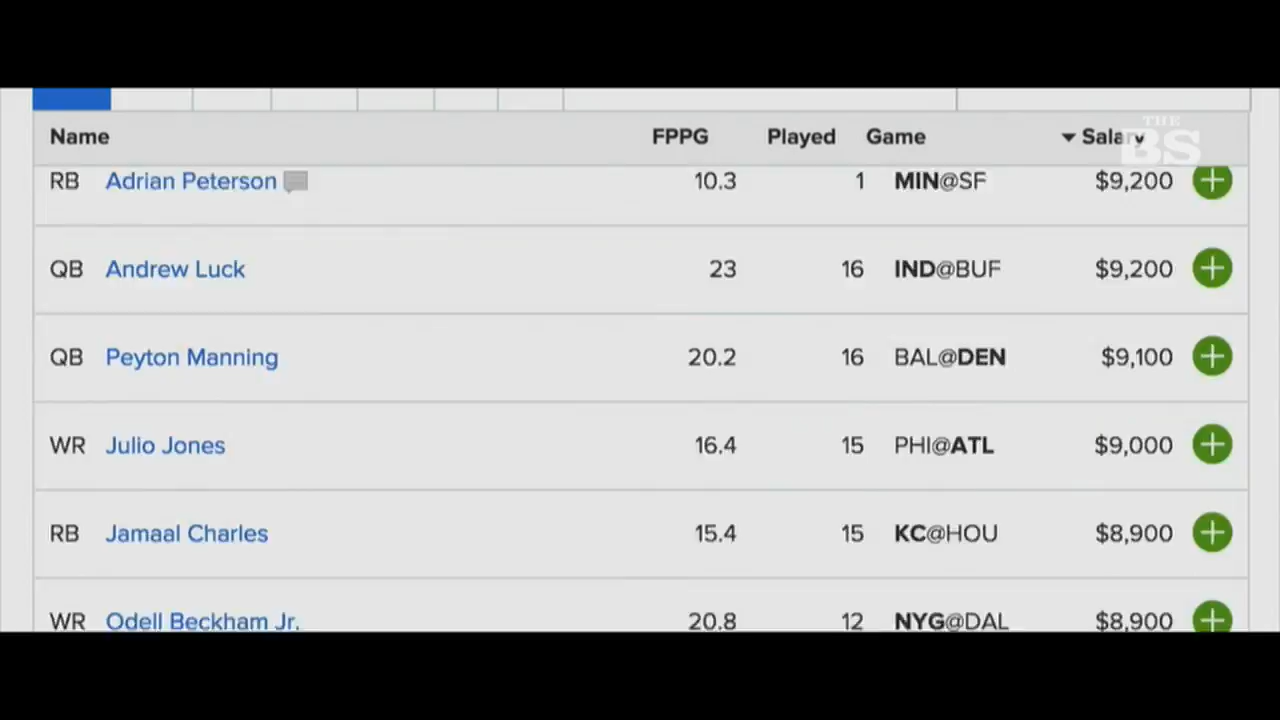 THE
BS
Name FPPG Played Game Salary
RB Adrian Peterson 10.3 1 MIN@SF $9,200
QB Andrew Luck 23 16 IND@BUF $9,200
QB Peyton Manning 20.2 16 BAL@DEN $9,100
WR Julio Jones 16.4 15 PHI@ATL $9,000
RB Jamaal Charles 15.4 15 KC@HOU $8,900
WR Odell Beckham Jr. 20.8 12 NYG@DAL $8,900